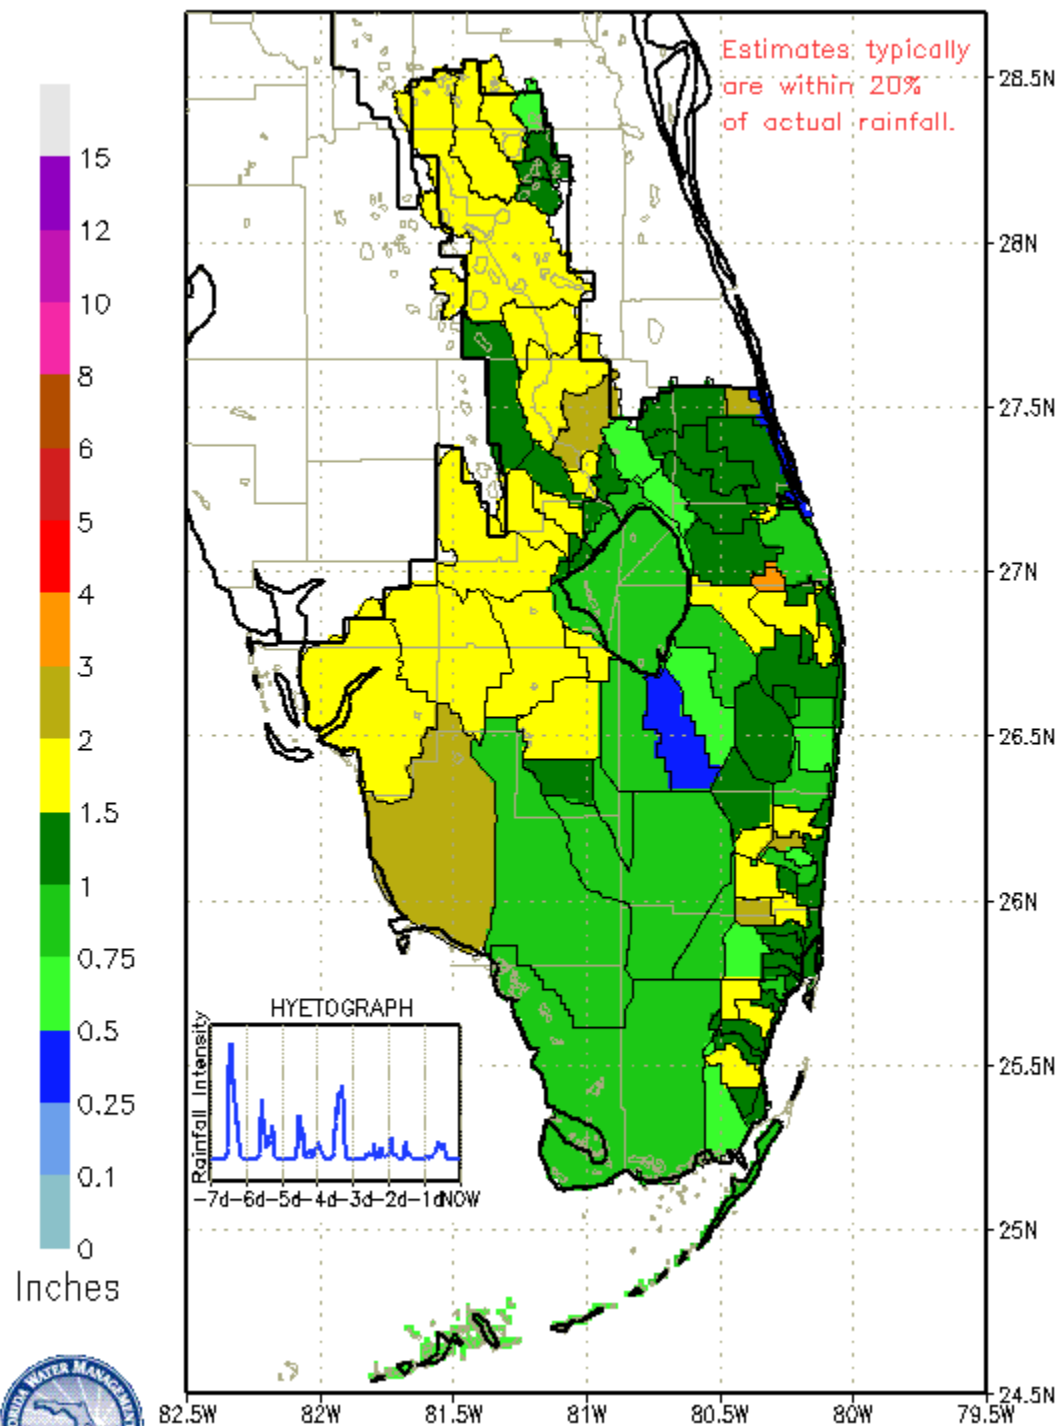 Estimates typically
are within 20%
of actual rainfall.
28.5N
28N
27.5N
27N
26.5N
26N
25.5N
25N
24.5N
15
12
10
8
6
5
4
3
2
1.5
1
0.75
0.5
0.25
0.1
0
Inches
HYETOGRAPH
Rainfall Intensity
-7d -6d -5d -4d -3d -2d -1d NOW
82.5W 82W 81.5W 81W 80.5W 80W 79.5W
WATER